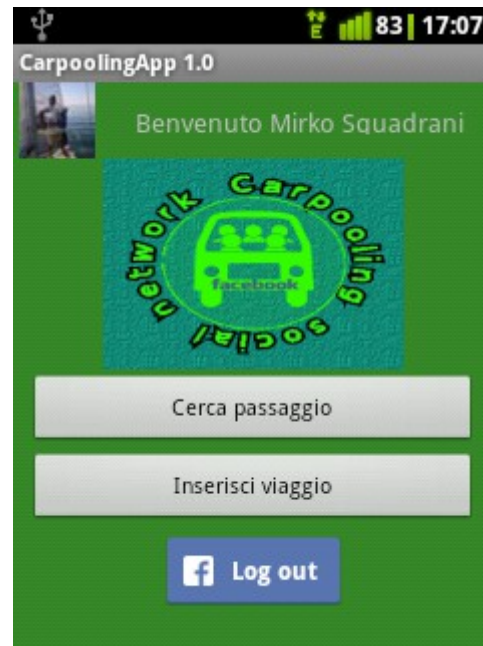 N
E
83 17:07
CarpoolingApp 1.0
Benvenuto Mirko Squadrani
Carpooling social network
facebook
Cerca passaggio
Inserisci viaggio
f Log out